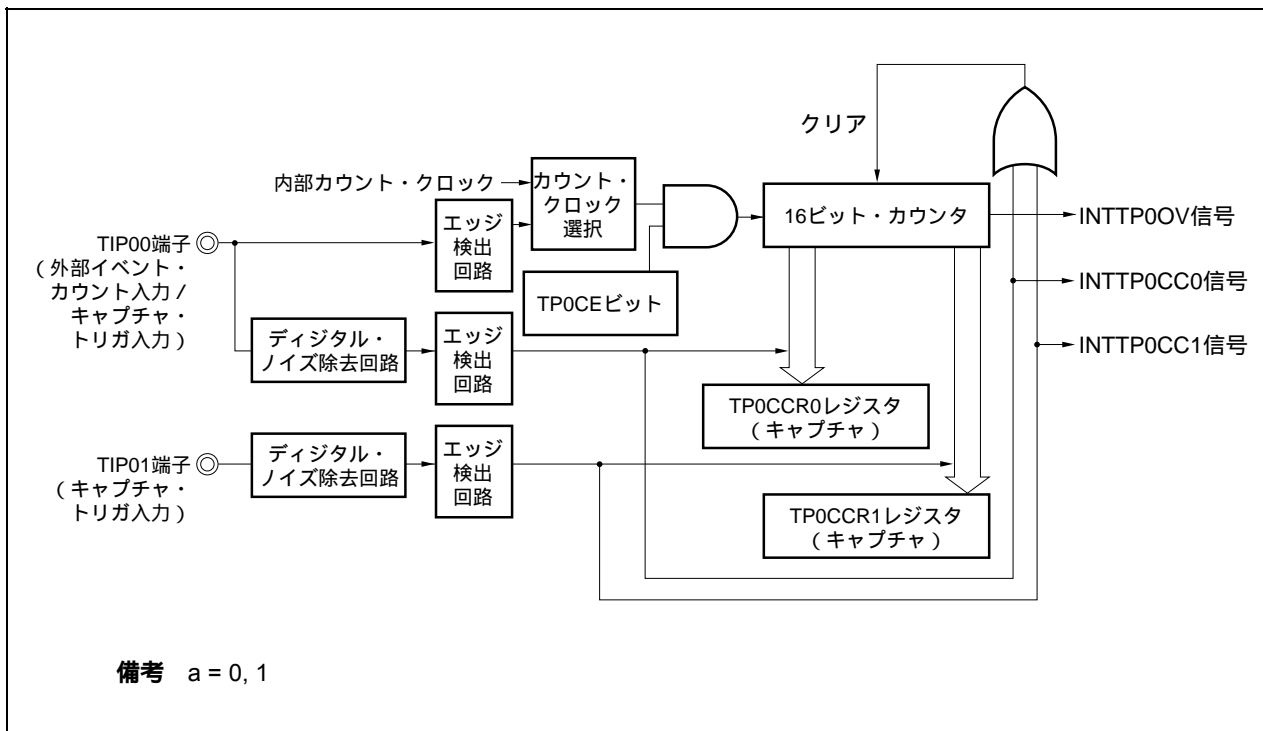 クリア
内部カウント・クロック
カウント・
クロック
選択
16ビット・カウンタ
INTTP0OV信号
TIP00端子
（外部イベント・
カウント入力／
キャプチャ・
トリガ入力）
エッジ
検出
回路
TP0CEビット
INTTP0CC0信号
ディジタル・
ノイズ除去回路
エッジ
検出
回路
INTTP0CC1信号
TP0CCR0レジスタ
（キャプチャ）
TIP01端子
（キャプチャ・
トリガ入力）
ディジタル・
ノイズ除去回路
エッジ
検出
回路
TP0CCR1レジスタ
（キャプチャ）
備考 a = 0, 1